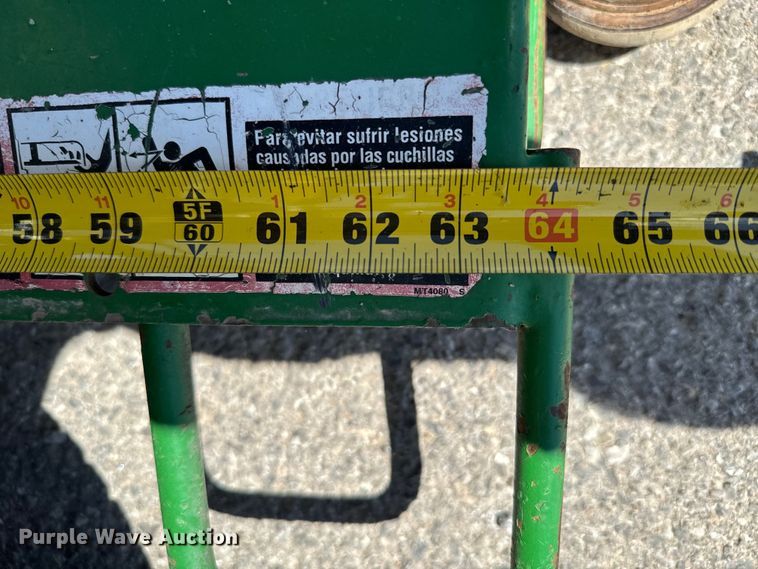 Para evitar sufrir lesiones
causadas por las cuchillas
10 11 1 2 3 4 5 6
58 59 5F 60 61 62 63 64 65 66
MT4080 S
Purple Wave Auction